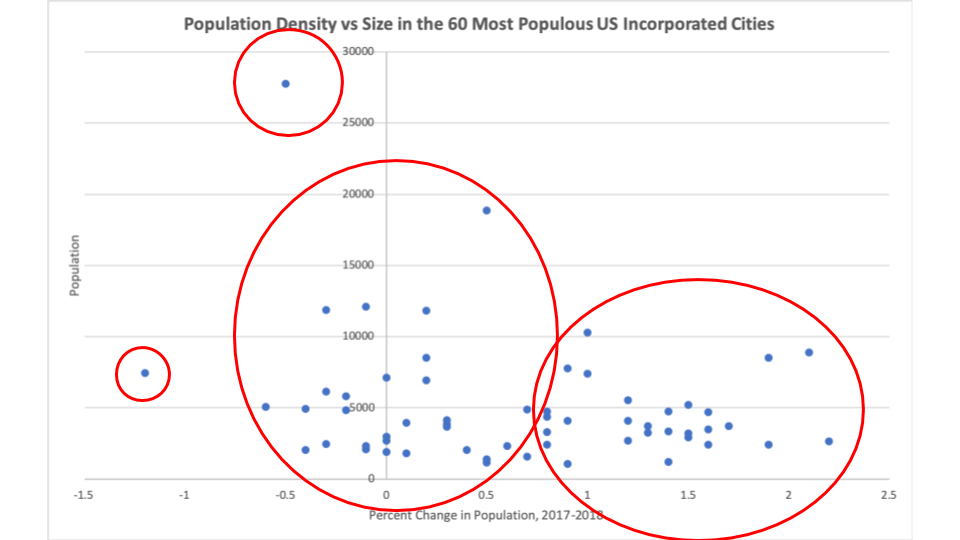 Population Density vs Size in the 60 Most Populous US Incorporated Cities
30000
25000
20000
15000
10000
5000
0
Population
-1.5 -1 -0.5 0 0.5 1 1.5 2 2.5
Percent Change in Population, 2017-2018